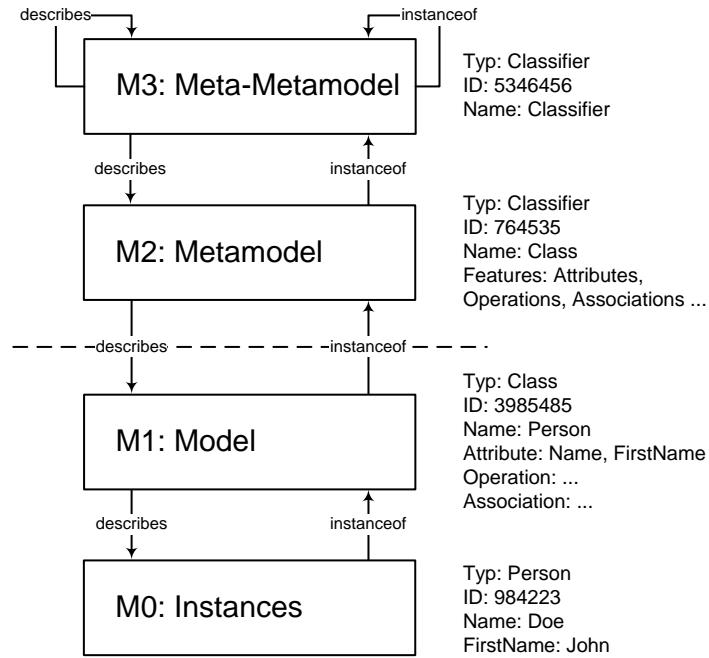 describes
instanceof
M3: Meta-Metamodel
Typ: Classifier
ID: 5346456
Name: Classifier
describes
instanceof
M2: Metamodel
Typ: Classifier
ID: 764535
Name: Class
Features: Attributes,
Operations, Associations ...
describes
instanceof
M1: Model
Typ: Class
ID: 3985485
Name: Person
Attribute: Name, FirstName
Operation: ...
Association: ...
describes
instanceof
M0: Instances
Typ: Person
ID: 984223
Name: Doe
FirstName: John